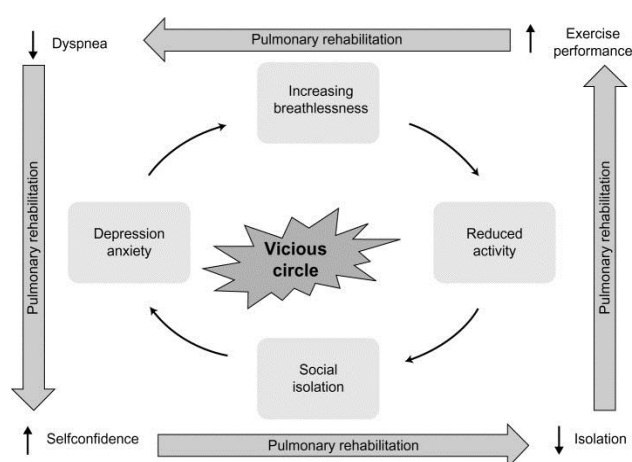 Dyspnea
Pulmonary rehabilitation
Exercise
performance
Increasing
breathlessness
Pulmonary rehabilitation
Depression
anxiety
Vicious
circle
Reduced
activity
Pulmonary rehabilitation
Social
isolation
Selfconfidence
Pulmonary rehabilitation
Isolation